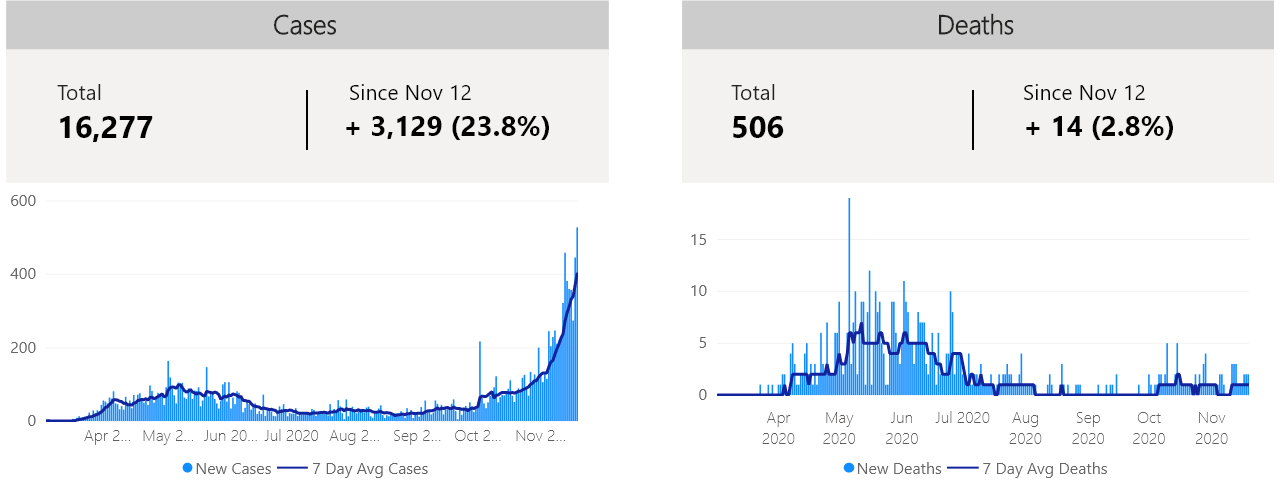 Cases
Total
Since Nov 12
16,277
+ 3,129 (23.8%)
600
400
200
0
Apr 2... May 2... Jun 20... Jul 2020 Aug 2... Sep 2... Oct 2... Nov 2...
New Cases 7 Day Avg Cases
Deaths
Total
Since Nov 12
506
+ 14 (2.8%)
15
10
5
0
Apr May Jun Jul 2020 Aug Sep Oct Nov
2020 2020 2020 2020 2020 2020 2020
New Deaths 7 Day Avg Deaths